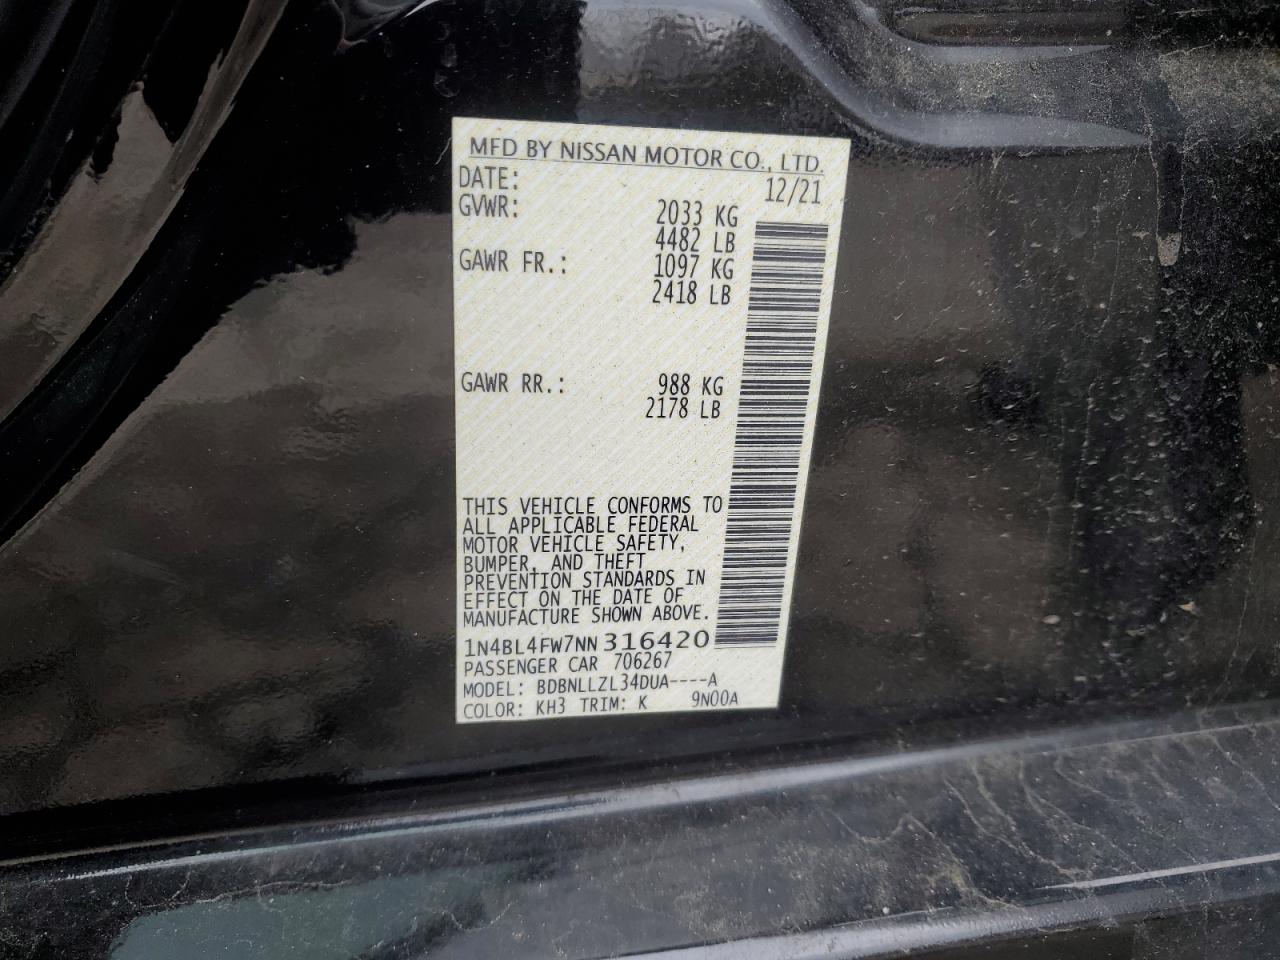 MFD BY NISSAN MOTOR CO., LTD.
DATE: 12/21
GVWR: 2033 KG
4482 LB
GAWR FR.: 1097 KG
2418 LB
GAWR RR.: 988 KG
2178 LB
THIS VEHICLE CONFORMS TO
ALL APPLICABLE FEDERAL
MOTOR VEHICLE SAFETY,
BUMPER, AND THEFT
PREVENTION STANDARDS IN
EFFECT ON THE DATE OF
MANUFACTURE SHOWN ABOVE.
1N4BL4FW7NN316420
PASSENGER CAR 706267
MODEL: BDBNLLZL34DUA----A
COLOR: KH3 TRIM: K 9N00A